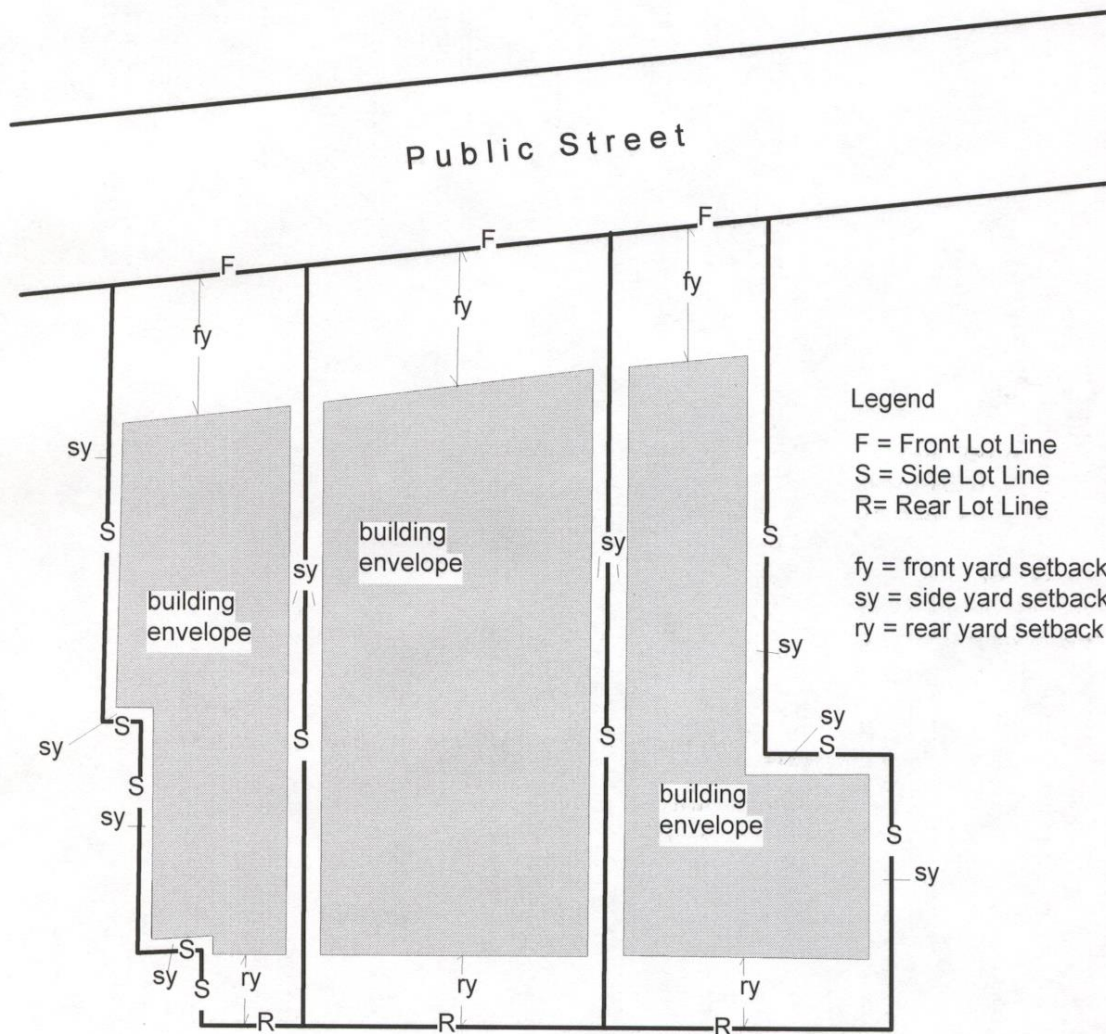 Public Street
F
F
F
fy
fy
fy
Legend
F = Front Lot Line
S = Side Lot Line
R= Rear Lot Line
fy = front yard setback
sy = side yard setback
ry = rear yard setback
sy
S
S
building
envelope
sy
sy
building
envelope
sy
S
sy
S
S
S
sy
S
sy
building
envelope
S
sy
S
sy
S
sy
S
ry
ry
ry
R
R
R